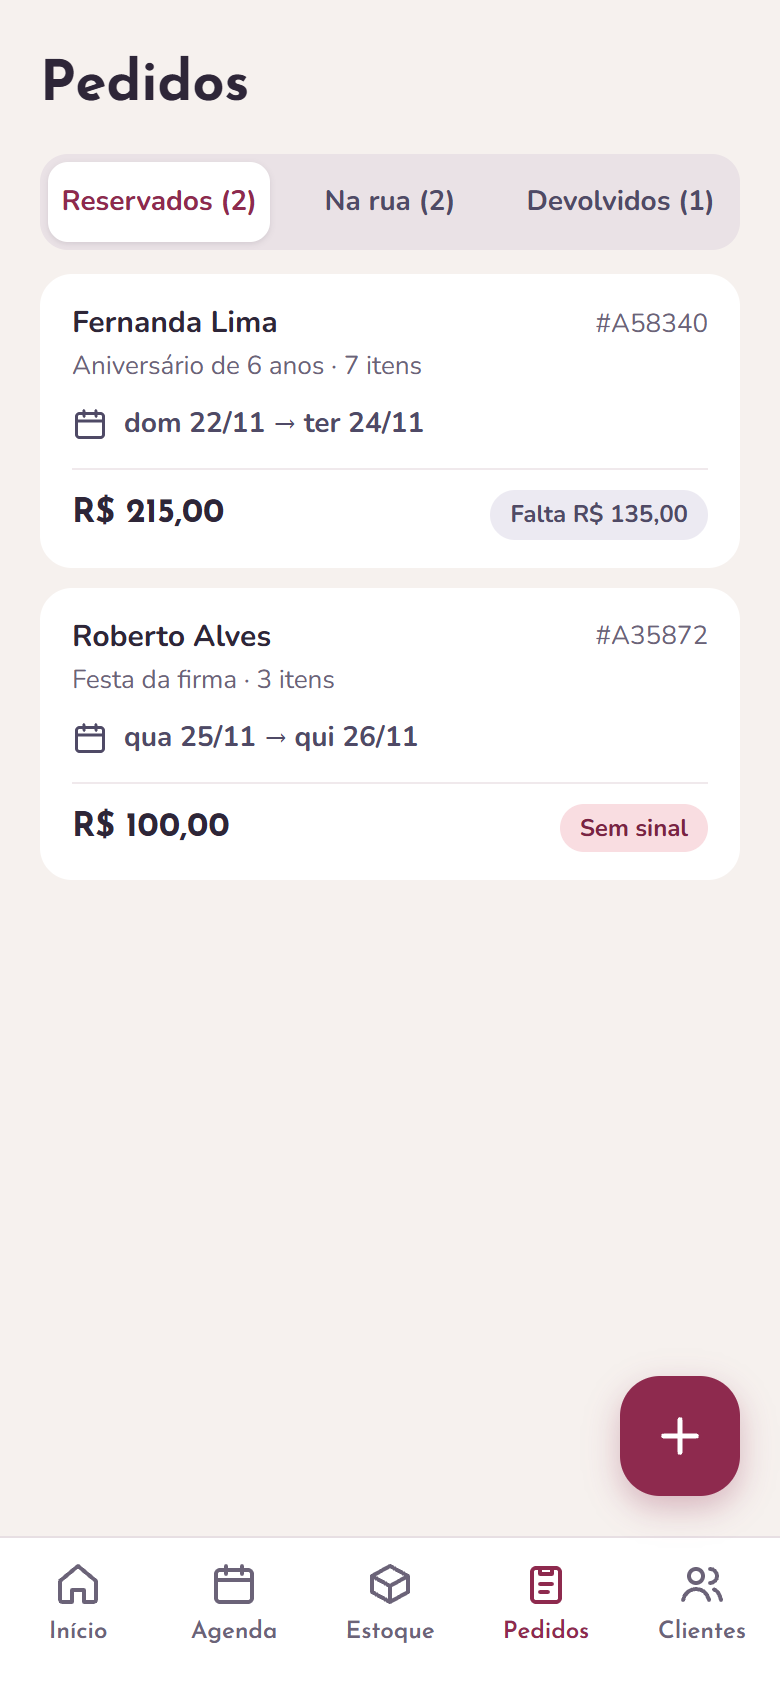 Pedidos
Reservados (2) Na rua (2) Devolvidos (1)
Fernanda Lima #A58340
Aniversário de 6 anos · 7 itens
dom 22/11 → ter 24/11
R$ 215,00 Falta R$ 135,00
Roberto Alves #A35872
Festa da firma · 3 itens
qua 25/11 → qui 26/11
R$ 100,00 Sem sinal
Início Agenda Estoque Pedidos Clientes